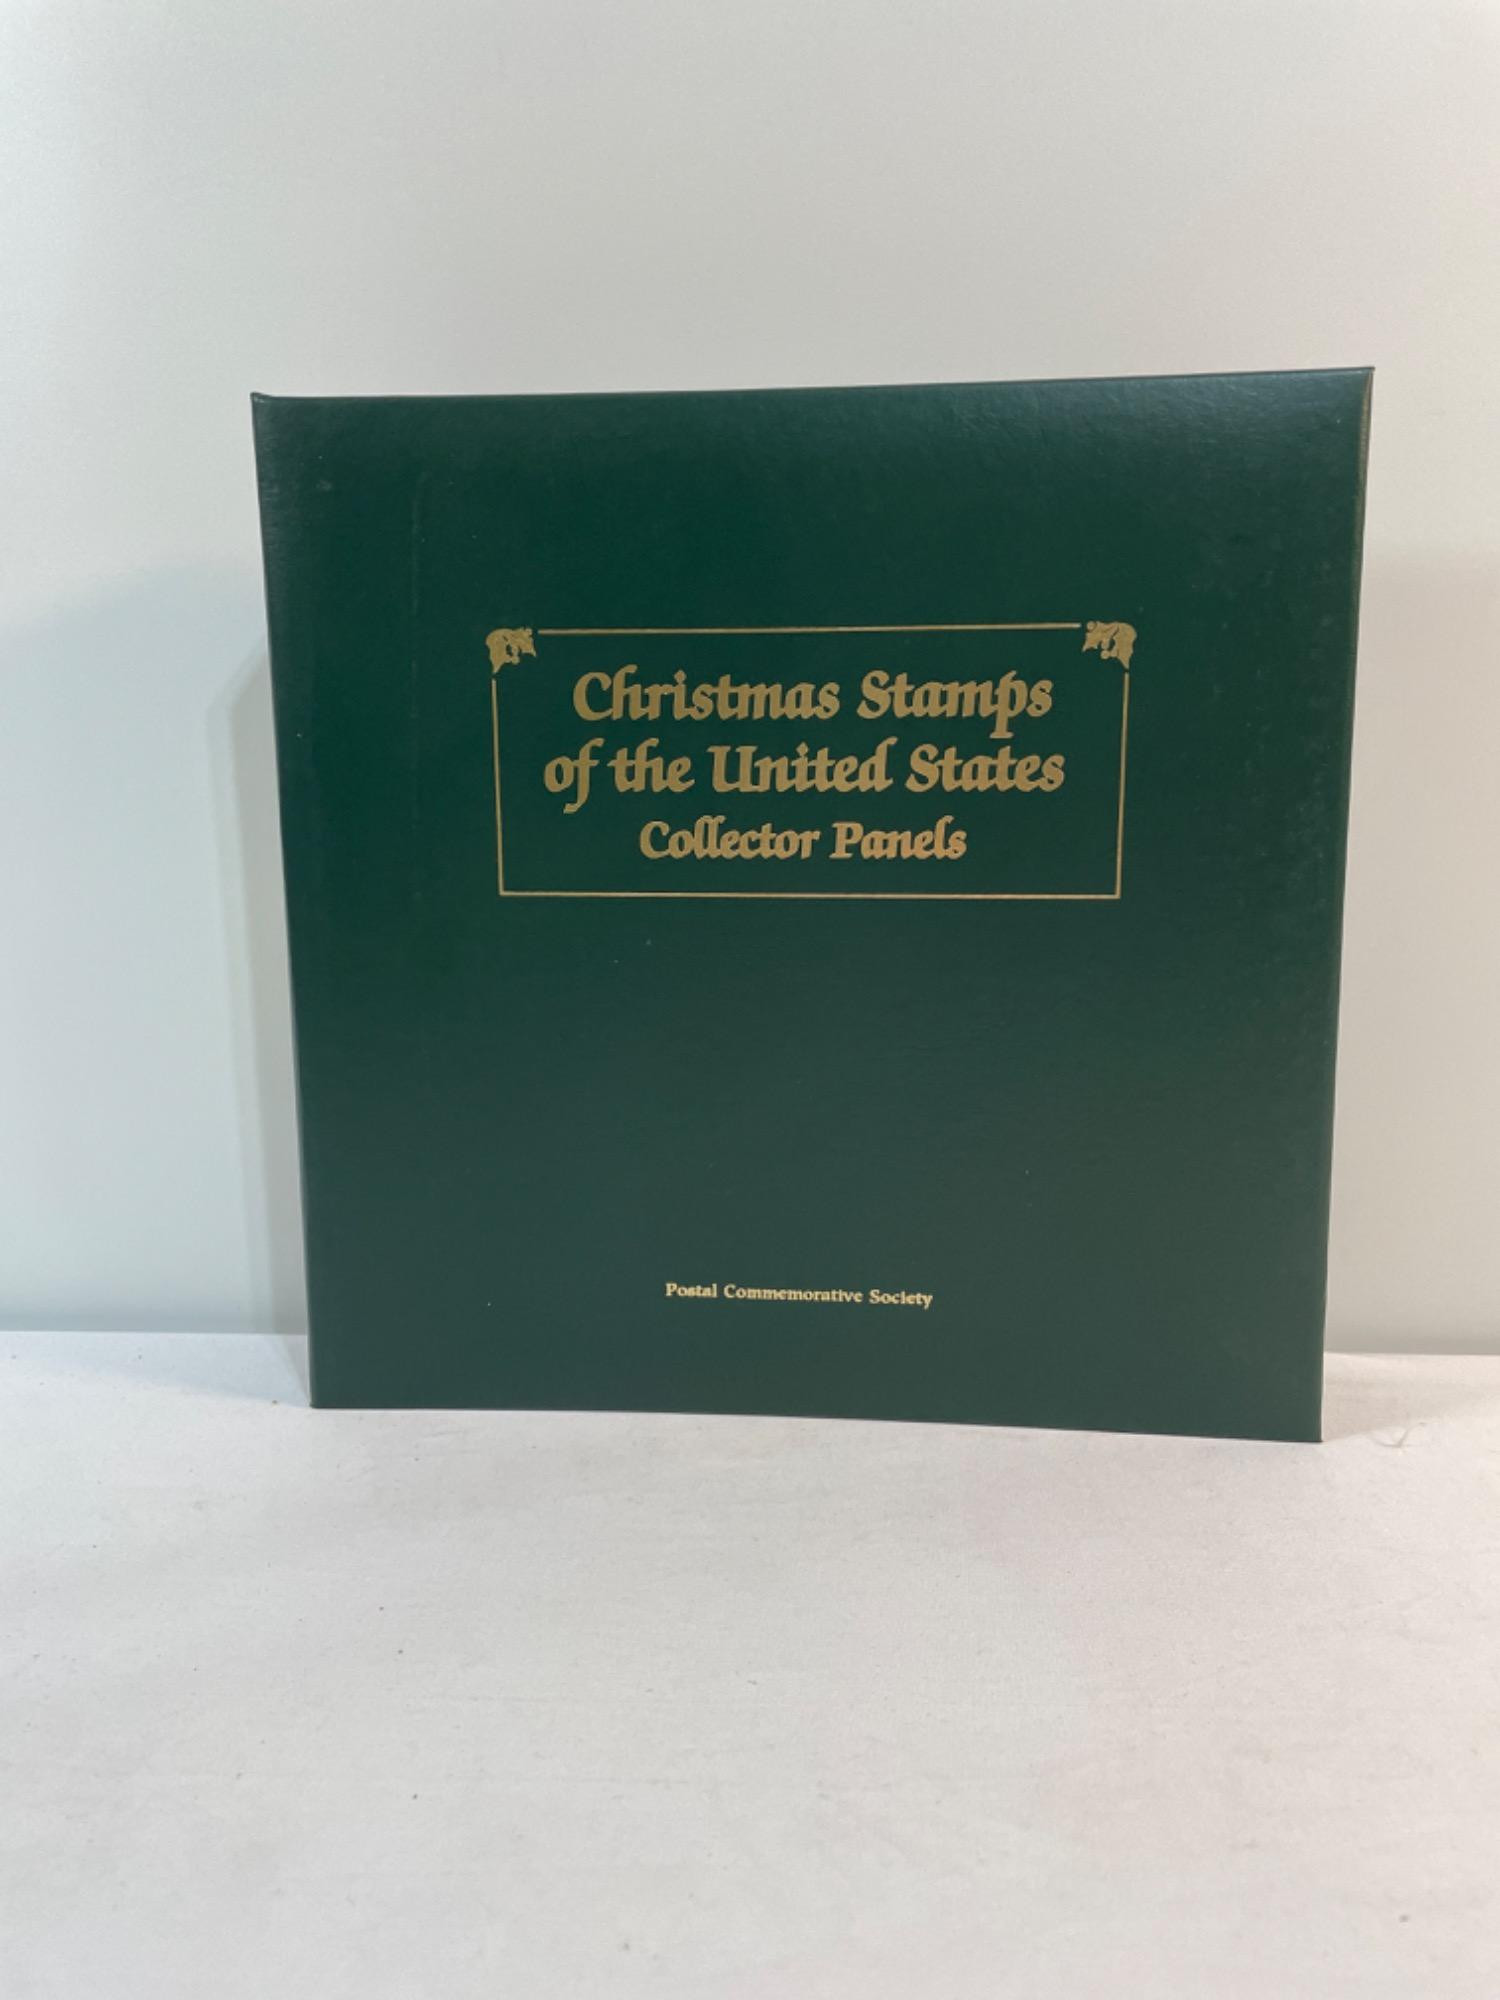 Christmas Stamps
of the United States
Collector Panels
Postal Commemorative Society